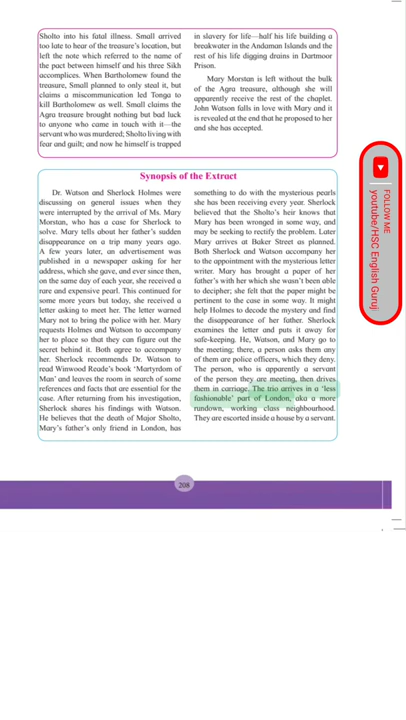 Sholto into his fatal illness. Small arrived
too late to hear of the treasure's location, but
left the note which referred to the name of
the pact between himself and his three Sikh
accomplices. When Bartholomew found the
treasure, Small planned to only steal it, but
claims a miscommunication led Tonga to
kill Bartholomew as well. Small claims the
Agra treasure brought nothing but bad luck
to anyone who came in touch with it—the
servant who was murdered; Sholto living with
fear and guilt; and now he himself is trapped
in slavery for life—half his life building a
breakwater in the Andaman Islands and the
rest of his life digging drains in Dartmoor
Prison.
Mary Morstan is left without the bulk
of the Agra treasure, although she will
apparently receive the rest of the chaplet.
John Watson falls in love with Mary and it
is revealed at the end that he proposed to her
and she has accepted.
Synopsis of the Extract
Dr. Watson and Sherlock Holmes were
discussing on general issues when they
were interrupted by the arrival of Ms. Mary
Morstan, who has a case for Sherlock to
solve. Mary tells about her father's sudden
disappearance on a trip many years ago.
A few years later, an advertisement was
published in a newspaper asking for her
address, which she gave, and ever since then,
on the same day of each year, she received a
rare and expensive pearl. This continued for
some more years but today, she received a
letter asking to meet her. The letter warned
Mary not to bring the police with her. Mary
requests Holmes and Watson to accompany
her to place so that they can figure out the
secret behind it. Both agree to accompany
her. Sherlock recommends Dr. Watson to
read Winwood Reade's book 'Martyrdom of
Man' and leaves the room in search of some
references and facts that are essential for the
case. After returning from his investigation,
Sherlock shares his findings with Watson.
He believes that the death of Major Sholto,
Mary's father's only friend in London, has
something to do with the mysterious pearls
she has been receiving every year. Sherlock
believed that the Sholto's heir knows that
Mary has been wronged in some way, and
may be seeking to rectify the problem. Later
Mary arrives at Baker Street as planned.
Both Sherlock and Watson accompany her
to the appointment with the mysterious letter
writer. Mary has brought a paper of her
father's with her which she wasn't been able
to decipher; she felt that the paper might be
pertinent to the case in some way. It might
help Holmes to decode the mystery and find
the disappearance of her father. Sherlock
examines the letter and puts it away for
safe-keeping. He, Watson, and Mary go to
the meeting; there, a person asks them any
of them are police officers, which they deny.
The person, who is apparently a servant
of the person they are meeting, then drives
them in carriage. The trio arrives in a 'less
fashionable' part of London, aka a more
rundown, working class neighbourhood.
They are escorted inside a house by a servant.
208
FOLLOW ME
youtube/HSC English Guruj